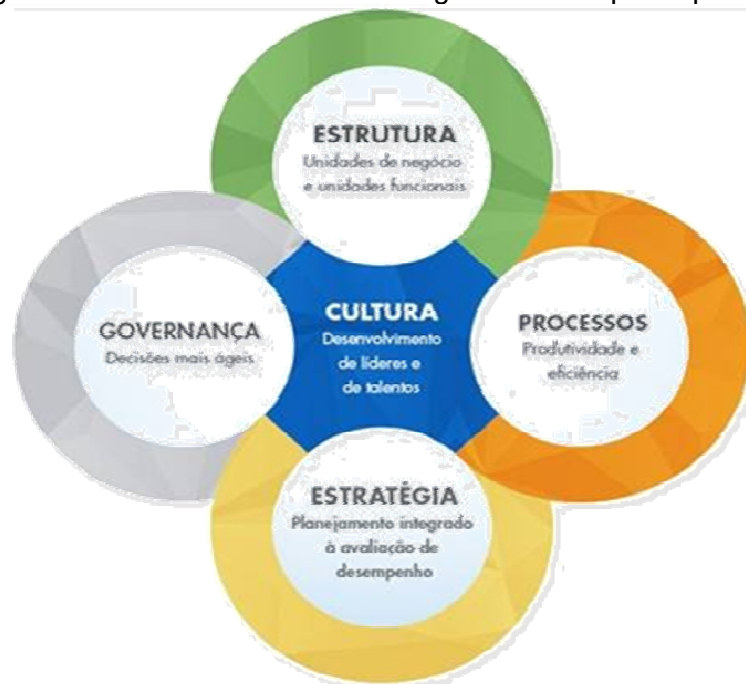 ESTRUTURA
Unidades de negócio
e unidades funcionais
GOVERNANÇA
Decisões mais ágeis
CULTURA
Desenvolvimento
de líderes e
de talentos
PROCESSOS
Produtividade e
eficiência
ESTRATÉGIA
Planejamento integrado
à avaliação de
desempenho